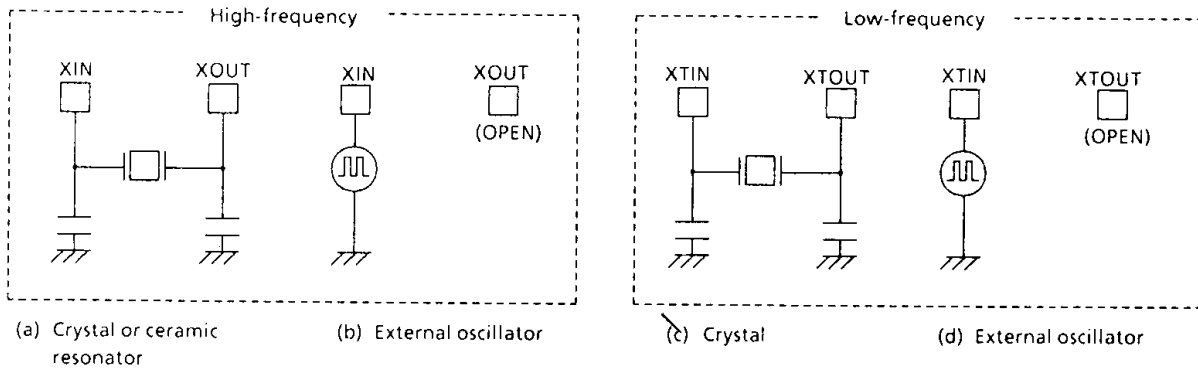 High-frequency
XIN
XOUT
XIN
XOUT
(OPEN)
(a) Crystal or ceramic
resonator
(b) External oscillator
Low-frequency
XTIN
XTOUT
XTIN
XTOUT
(OPEN)
(c) Crystal
(d) External oscillator